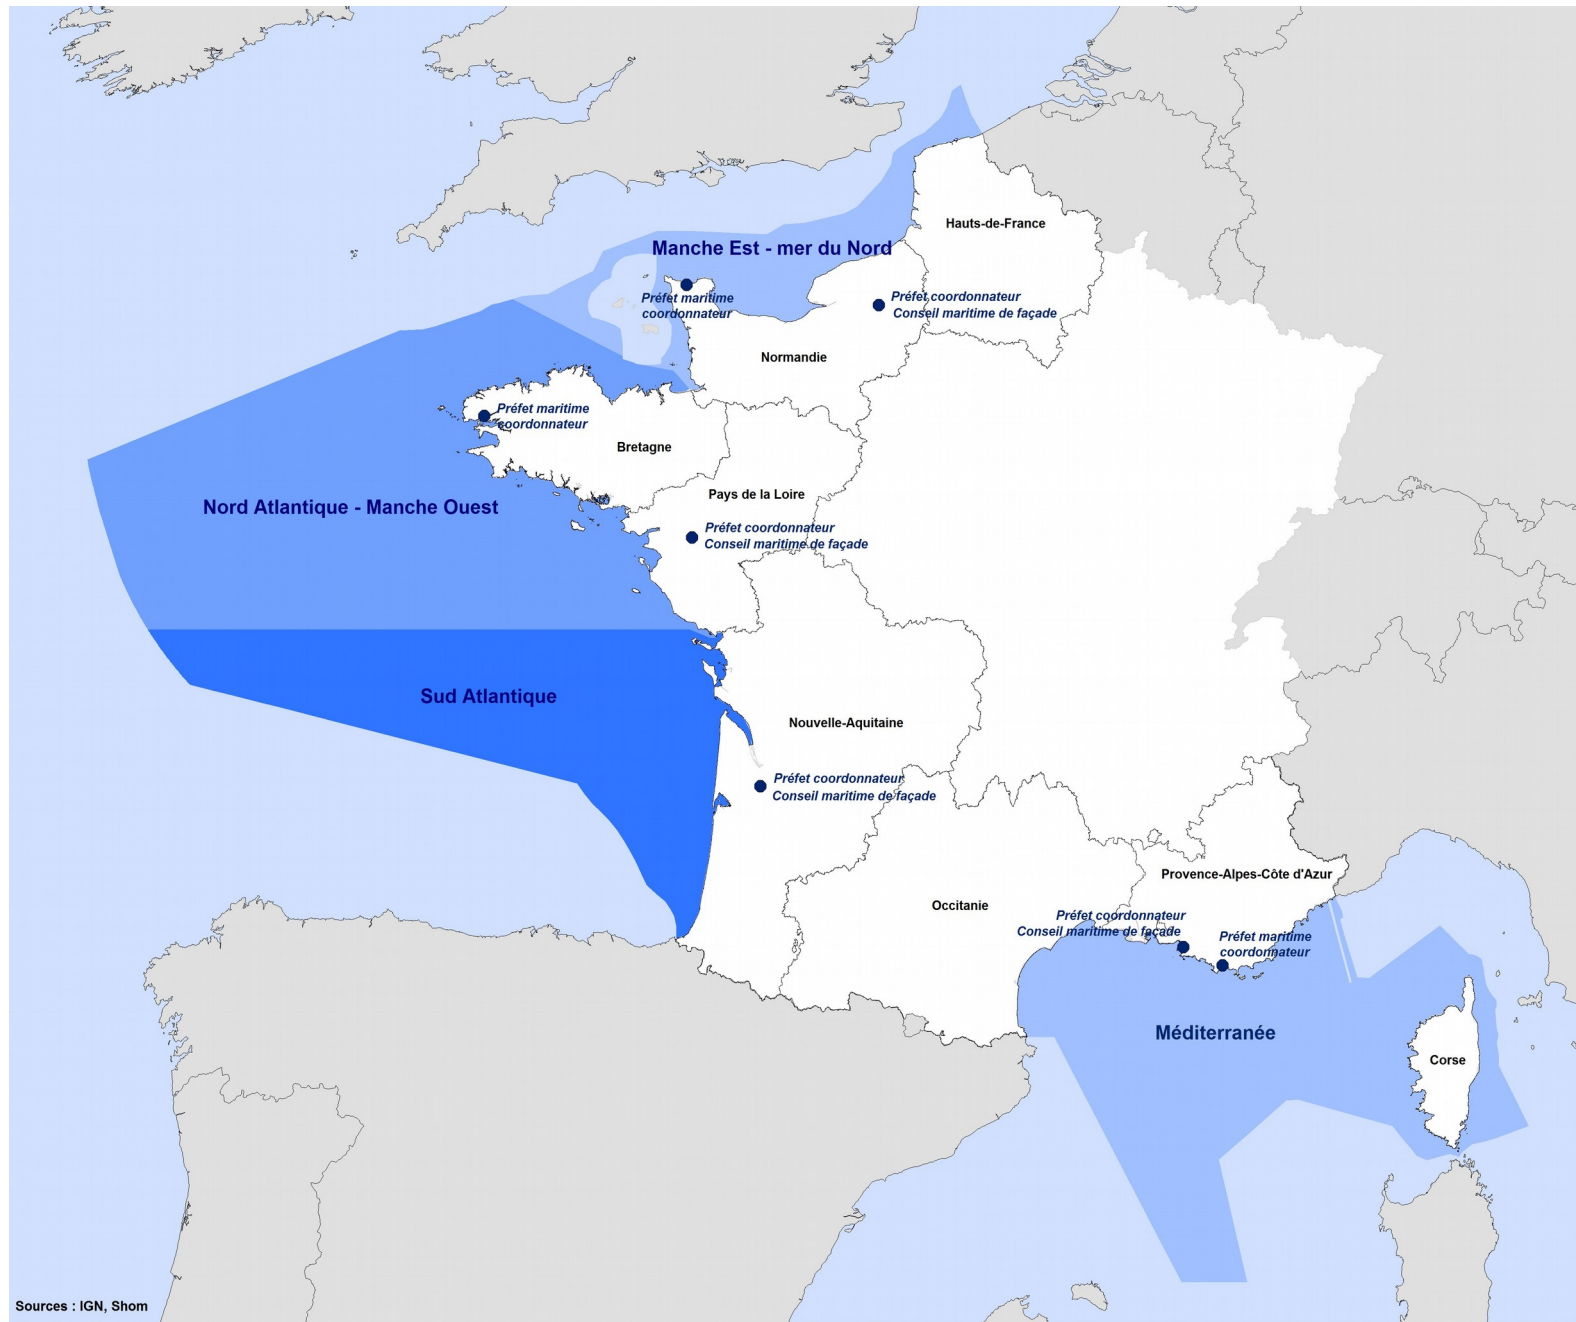 Hauts-de-France
Manche Est - mer du Nord
Préfet maritime
coordonnateur
Préfet coordonnateur
Conseil maritime de façade
Normandie
Préfet maritime
coordonnateur
Bretagne
Pays de la Loire
Nord Atlantique - Manche Ouest
Préfet coordonnateur
Conseil maritime de façade
Sud Atlantique
Nouvelle-Aquitaine
Préfet coordonnateur
Conseil maritime de façade
Provence-Alpes-Côte d'Azur
Occitanie
Préfet coordonnateur
Conseil maritime de façade
Préfet maritime
coordonnateur
Méditerranée
Corse
Sources : IGN, Shom